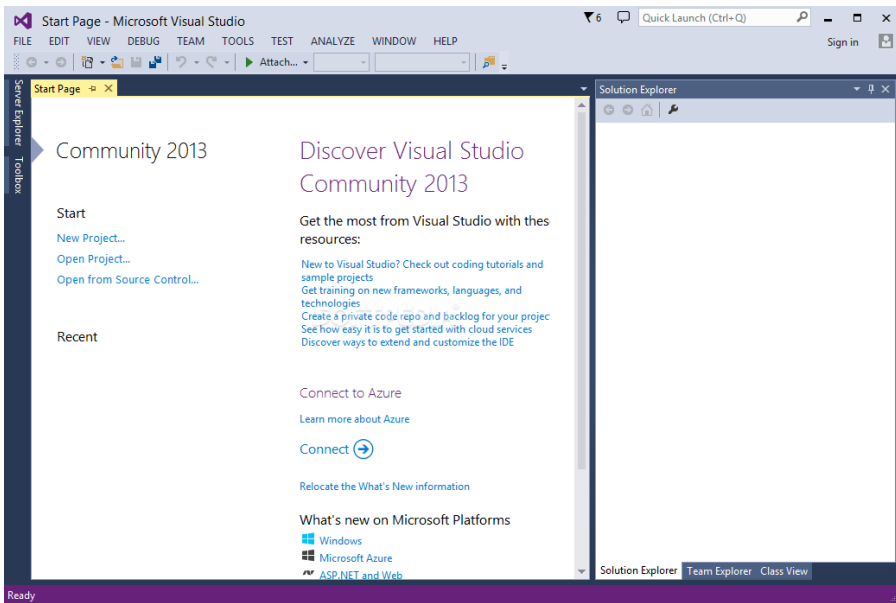 Start Page - Microsoft Visual Studio
6
Quick Launch (Ctrl+Q)
FILE EDIT VIEW DEBUG TEAM TOOLS TEST ANALYZE WINDOW HELP
Sign in
Attach...
Server Explorer
Toolbox
Start Page
Community 2013
Start
New Project...
Open Project...
Open from Source Control...
Recent
Discover Visual Studio
Community 2013
Get the most from Visual Studio with thes
resources:
New to Visual Studio? Check out coding tutorials and
sample projects
Get training on new frameworks, languages, and
technologies
Create a private code repo and backlog for your projec
See how easy it is to get started with cloud services
Discover ways to extend and customize the IDE
Connect to Azure
Learn more about Azure
Connect
Relocate the What's New information
What's new on Microsoft Platforms
Windows
Microsoft Azure
ASP.NET and Web
Solution Explorer
Solution Explorer Team Explorer Class View
Ready